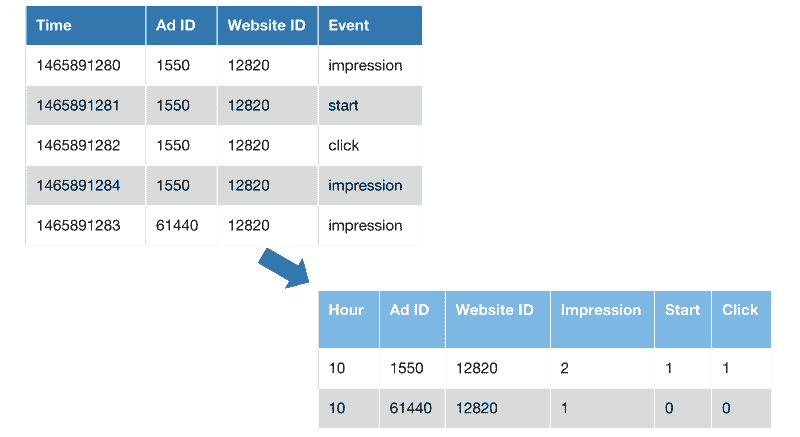 Time Ad ID Website ID Event
1465891280 1550 12820 impression
1465891281 1550 12820 start
1465891282 1550 12820 click
1465891284 1550 12820 impression
1465891283 61440 12820 impression
Hour Ad ID Website ID Impression Start Click
10 1550 12820 2 1 1
10 61440 12820 1 0 0